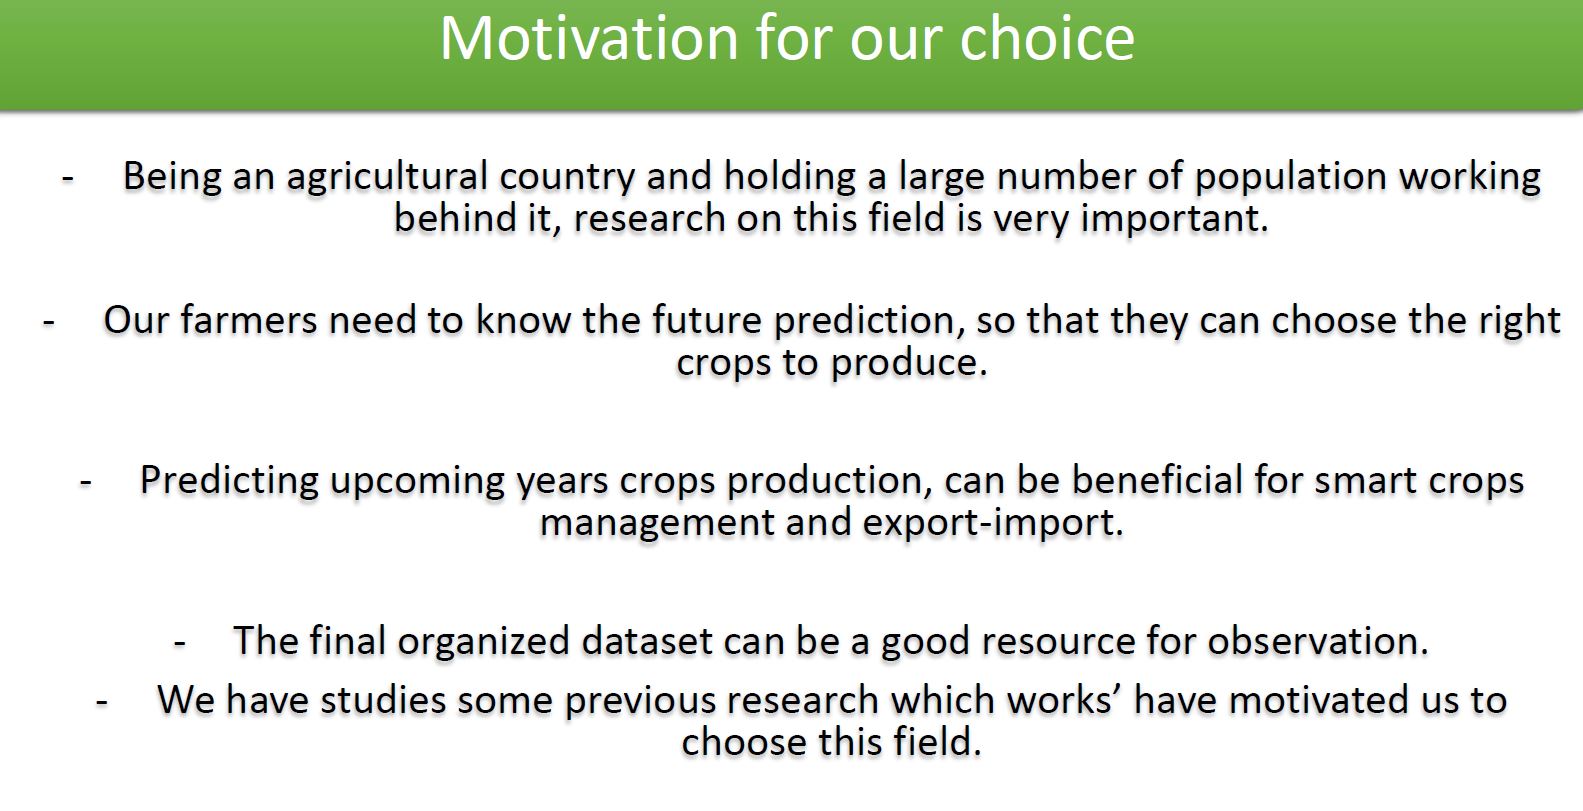 Motivation for our choice
- Being an agricultural country and holding a large number of population working
behind it, research on this field is very important.
- Our farmers need to know the future prediction, so that they can choose the right
crops to produce.
- Predicting upcoming years crops production, can be beneficial for smart crops
management and export-import.
- The final organized dataset can be a good resource for observation.
- We have studies some previous research which works’ have motivated us to
choose this field.